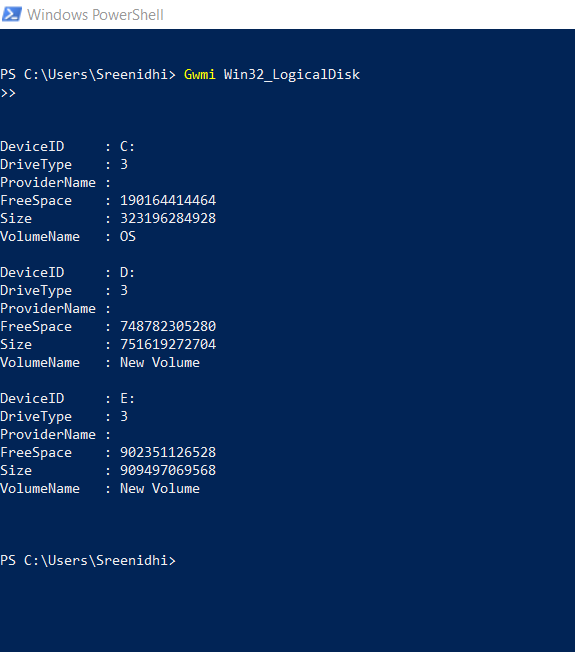 Windows PowerShell
PS C:\Users\Sreenidhi> Gwmi Win32_LogicalDisk
>>
DeviceID     : C:
DriveType    : 3
ProviderName :
FreeSpace    : 190164414464
Size         : 323196284928
VolumeName   : OS
DeviceID     : D:
DriveType    : 3
ProviderName :
FreeSpace    : 748782305280
Size         : 751619272704
VolumeName   : New Volume
DeviceID     : E:
DriveType    : 3
ProviderName :
FreeSpace    : 902351126528
Size         : 909497069568
VolumeName   : New Volume
PS C:\Users\Sreenidhi>